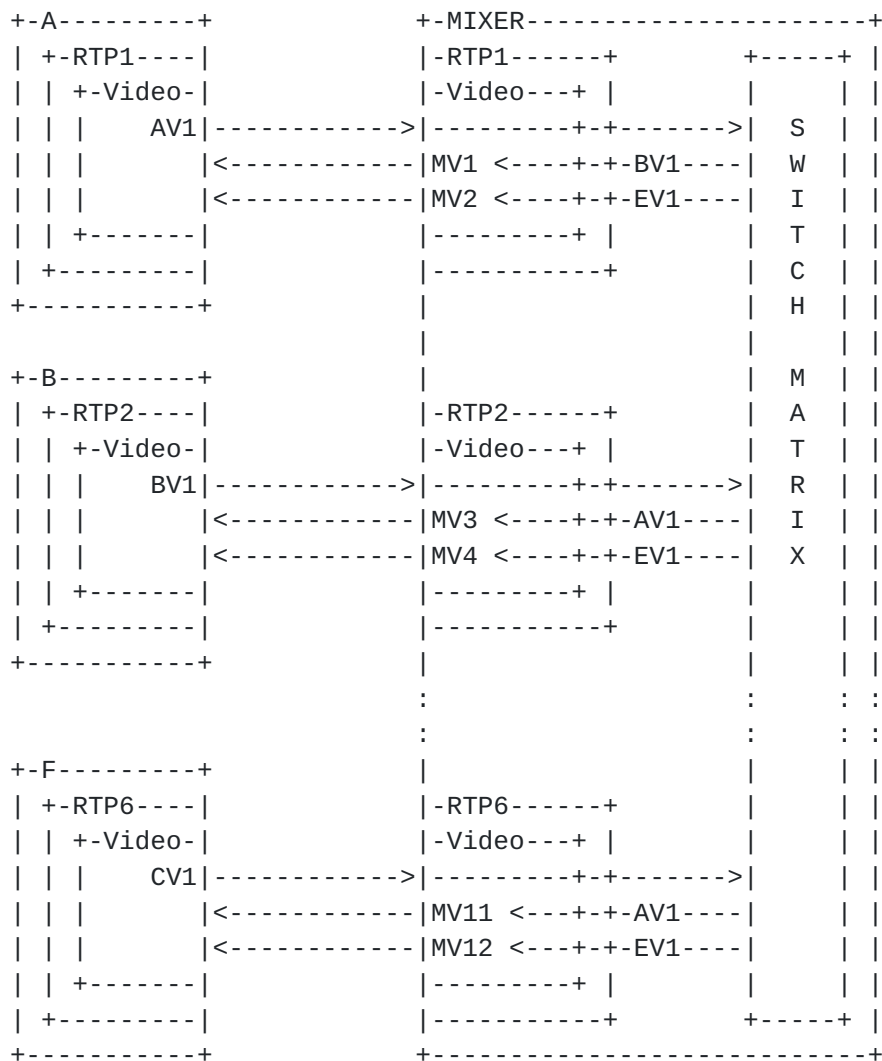 +-A---------+             +-MIXER-------------------------+
| +-RTP1----|             |-RTP1------+         +-----+ |
| | +-Video-|             |-Video---+ |         |     | |
| | |    AV1|------------>|---------+-+-------->|  S  | |
| | |       |<------------|MV1 <----+-+-BV1----|  W  | |
| | |       |<------------|MV2 <----+-+-EV1----|  I  | |
| | +-------|             |---------+ |         |  T  | |
| +---------|             |-----------+         |  C  | |
+-----------+             |                     |  H  | |
                          |                     |     | |
+-B---------+             |                     |  M  | |
| +-RTP2----|             |-RTP2------+         |  A  | |
| | +-Video-|             |-Video---+ |         |  T  | |
| | |    BV1|------------>|---------+-+-------->|  R  | |
| | |       |<------------|MV3 <----+-+-AV1----|  I  | |
| | |       |<------------|MV4 <----+-+-EV1----|  X  | |
| | +-------|             |---------+ |         |     | |
| +---------|             |-----------+         |     | |
+-----------+             |                     |     | |
                          :                     :     : :
                          :                     :     : :
+-F---------+             |                     |     | |
| +-RTP6----|             |-RTP6------+         |     | |
| | +-Video-|             |-Video---+ |         |     | |
| | |    CV1|------------>|---------+-+-------->|     | |
| | |       |<------------|MV11 <---+-+-AV1----|     | |
| | |       |<------------|MV12 <---+-+-EV1----|     | |
| | +-------|             |---------+ |         |     | |
| +---------|             |-----------+         +-----+ |
+-----------+             +-------------------------------+